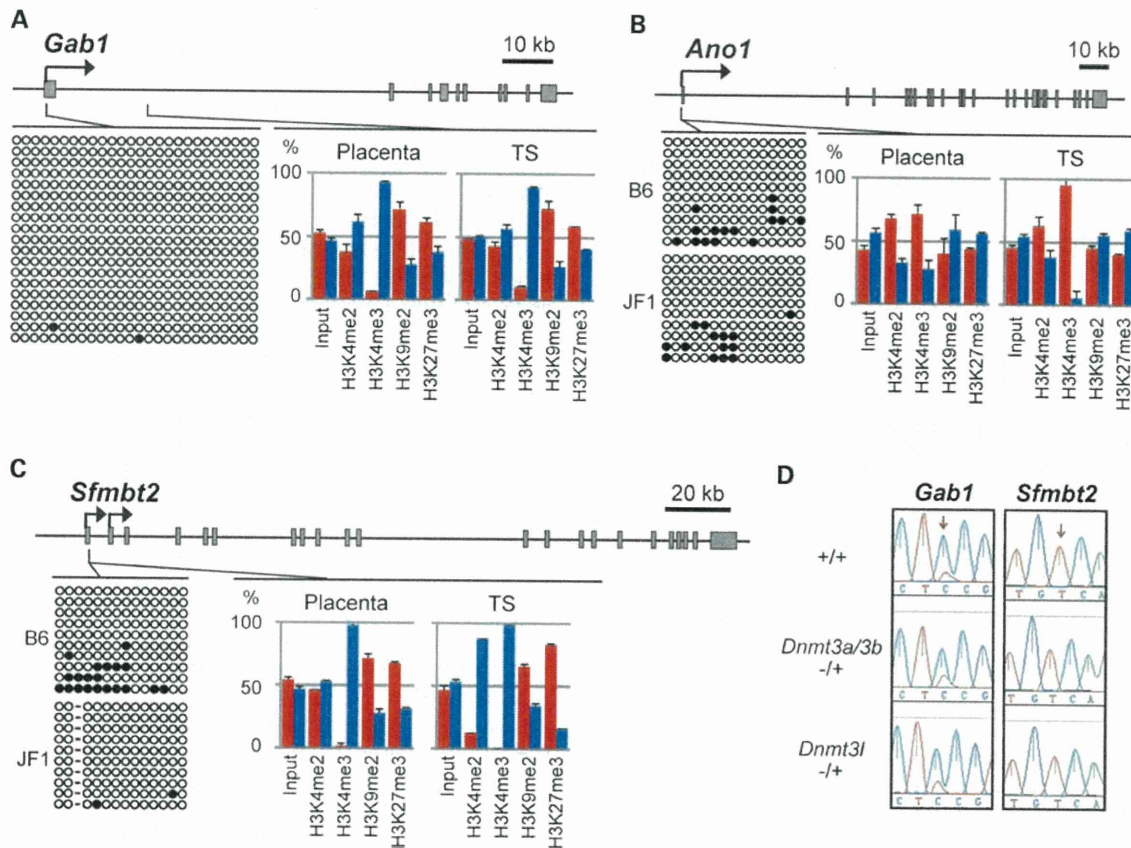 A
Gab1
10 kb
%
Placenta
TS
100
50
0
Input
H3K4me2
H3K4me3
H3K9me2
H3K27me3
Input
H3K4me2
H3K4me3
H3K9me2
H3K27me3
B
Ano1
10 kb
B6
JF1
%
Placenta
TS
100
50
0
Input
H3K4me2
H3K4me3
H3K9me2
H3K27me3
Input
H3K4me2
H3K4me3
H3K9me2
H3K27me3
C
Sfmbt2
20 kb
B6
JF1
%
Placenta
TS
100
50
0
Input
H3K4me2
H3K4me3
H3K9me2
H3K27me3
Input
H3K4me2
H3K4me3
H3K9me2
H3K27me3
D
Gab1 Sfmbt2
+/+
C T C C G
T G T C A
Dnmt3a/3b
-/+
C T C C G
T G T C A
Dnmt3l
-/+
C T C C G
T G T C A